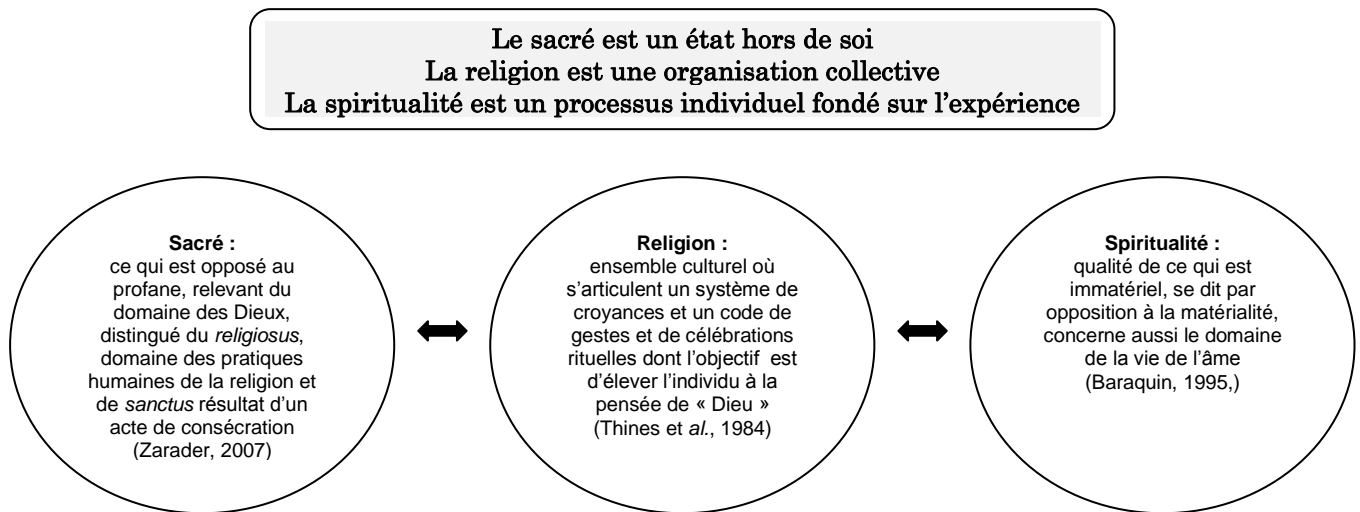 Le sacré est un état hors de soi
La religion est une organisation collective
La spiritualité est un processus individuel fondé sur l’expérience
Sacré :
ce qui est opposé au
profane, relevant du
domaine des Dieux,
distingué du religiosus,
domaine des pratiques
humaines de la religion et
de sanctus résultat d’un
acte de consécration
(Zarader, 2007)
Religion :
ensemble culturel où
s’articulent un système de
croyances et un code de
gestes et de célébrations
rituelles dont l’objectif est
d’élever l’individu à la
pensée de « Dieu »
(Thines et al., 1984)
Spiritualité :
qualité de ce qui est
immatériel, se dit par
opposition à la matérialité,
concerne aussi le domaine
de la vie de l’âme
(Baraquin, 1995,)